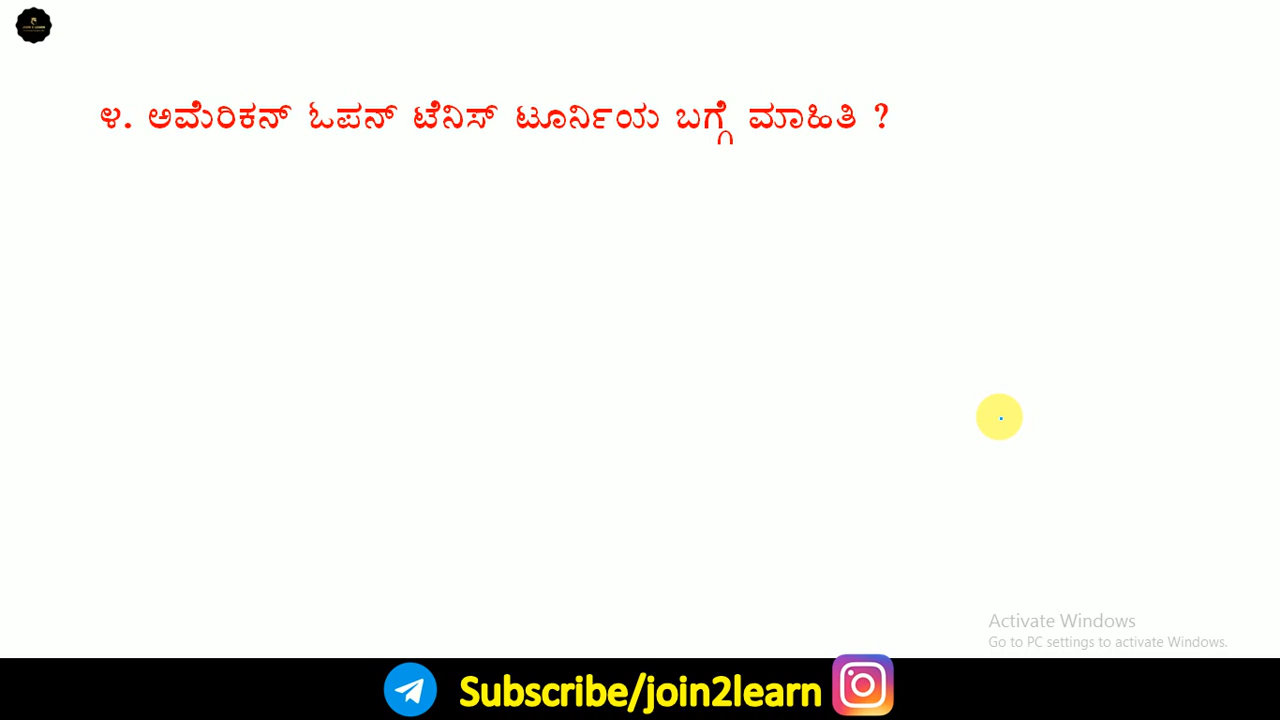 ೪. ಅಮೆರಿಕನ್ ಓಪನ್ ಟೆನಿಸ್ ಟೂರ್ನಿಯ ಬಗ್ಗೆ ಮಾಹಿತಿ ?
Activate Windows
Go to PC settings to activate Windows.
Subscribe/join2learn